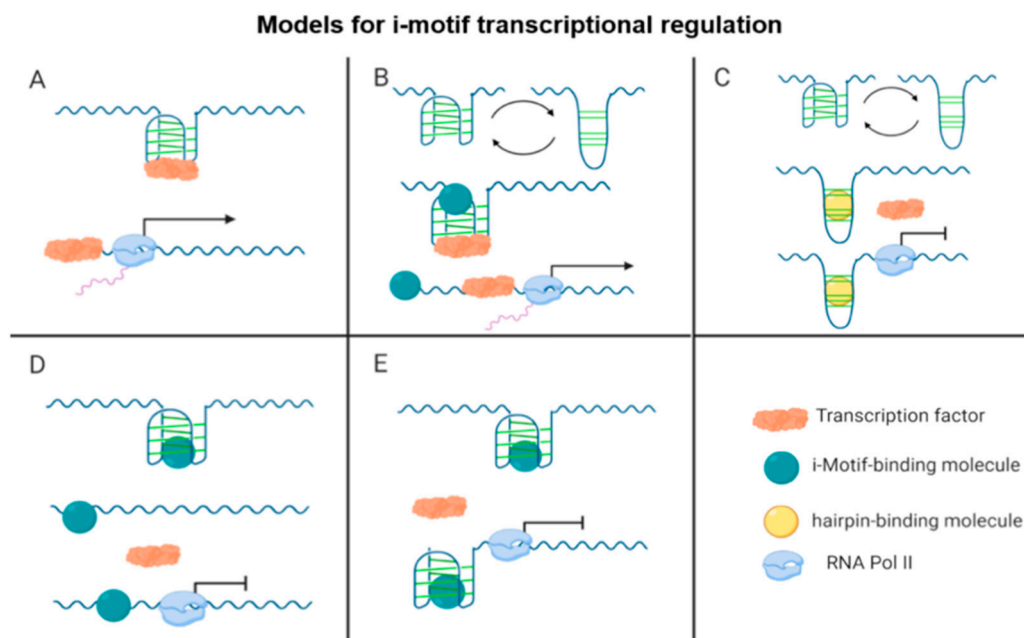 Models for i-motif transcriptional regulation
A
B
C
D
E
Transcription factor
i-Motif-binding molecule
hairpin-binding molecule
RNA Pol II